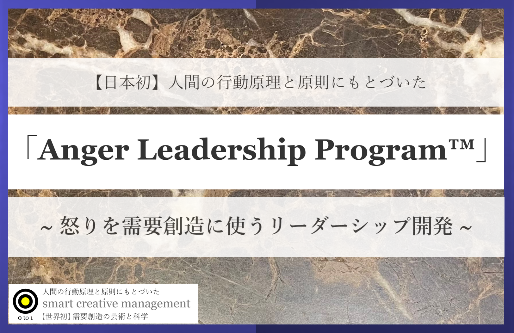 【日本初】人間の行動原理と原則にもとづいた
「Anger Leadership Program™」
~ 怒りを需要創造に使うリーダーシップ開発 ~
人間の行動原理と原則にもとづいた
smart creative management
【世界初】需要創造の芸術と科学